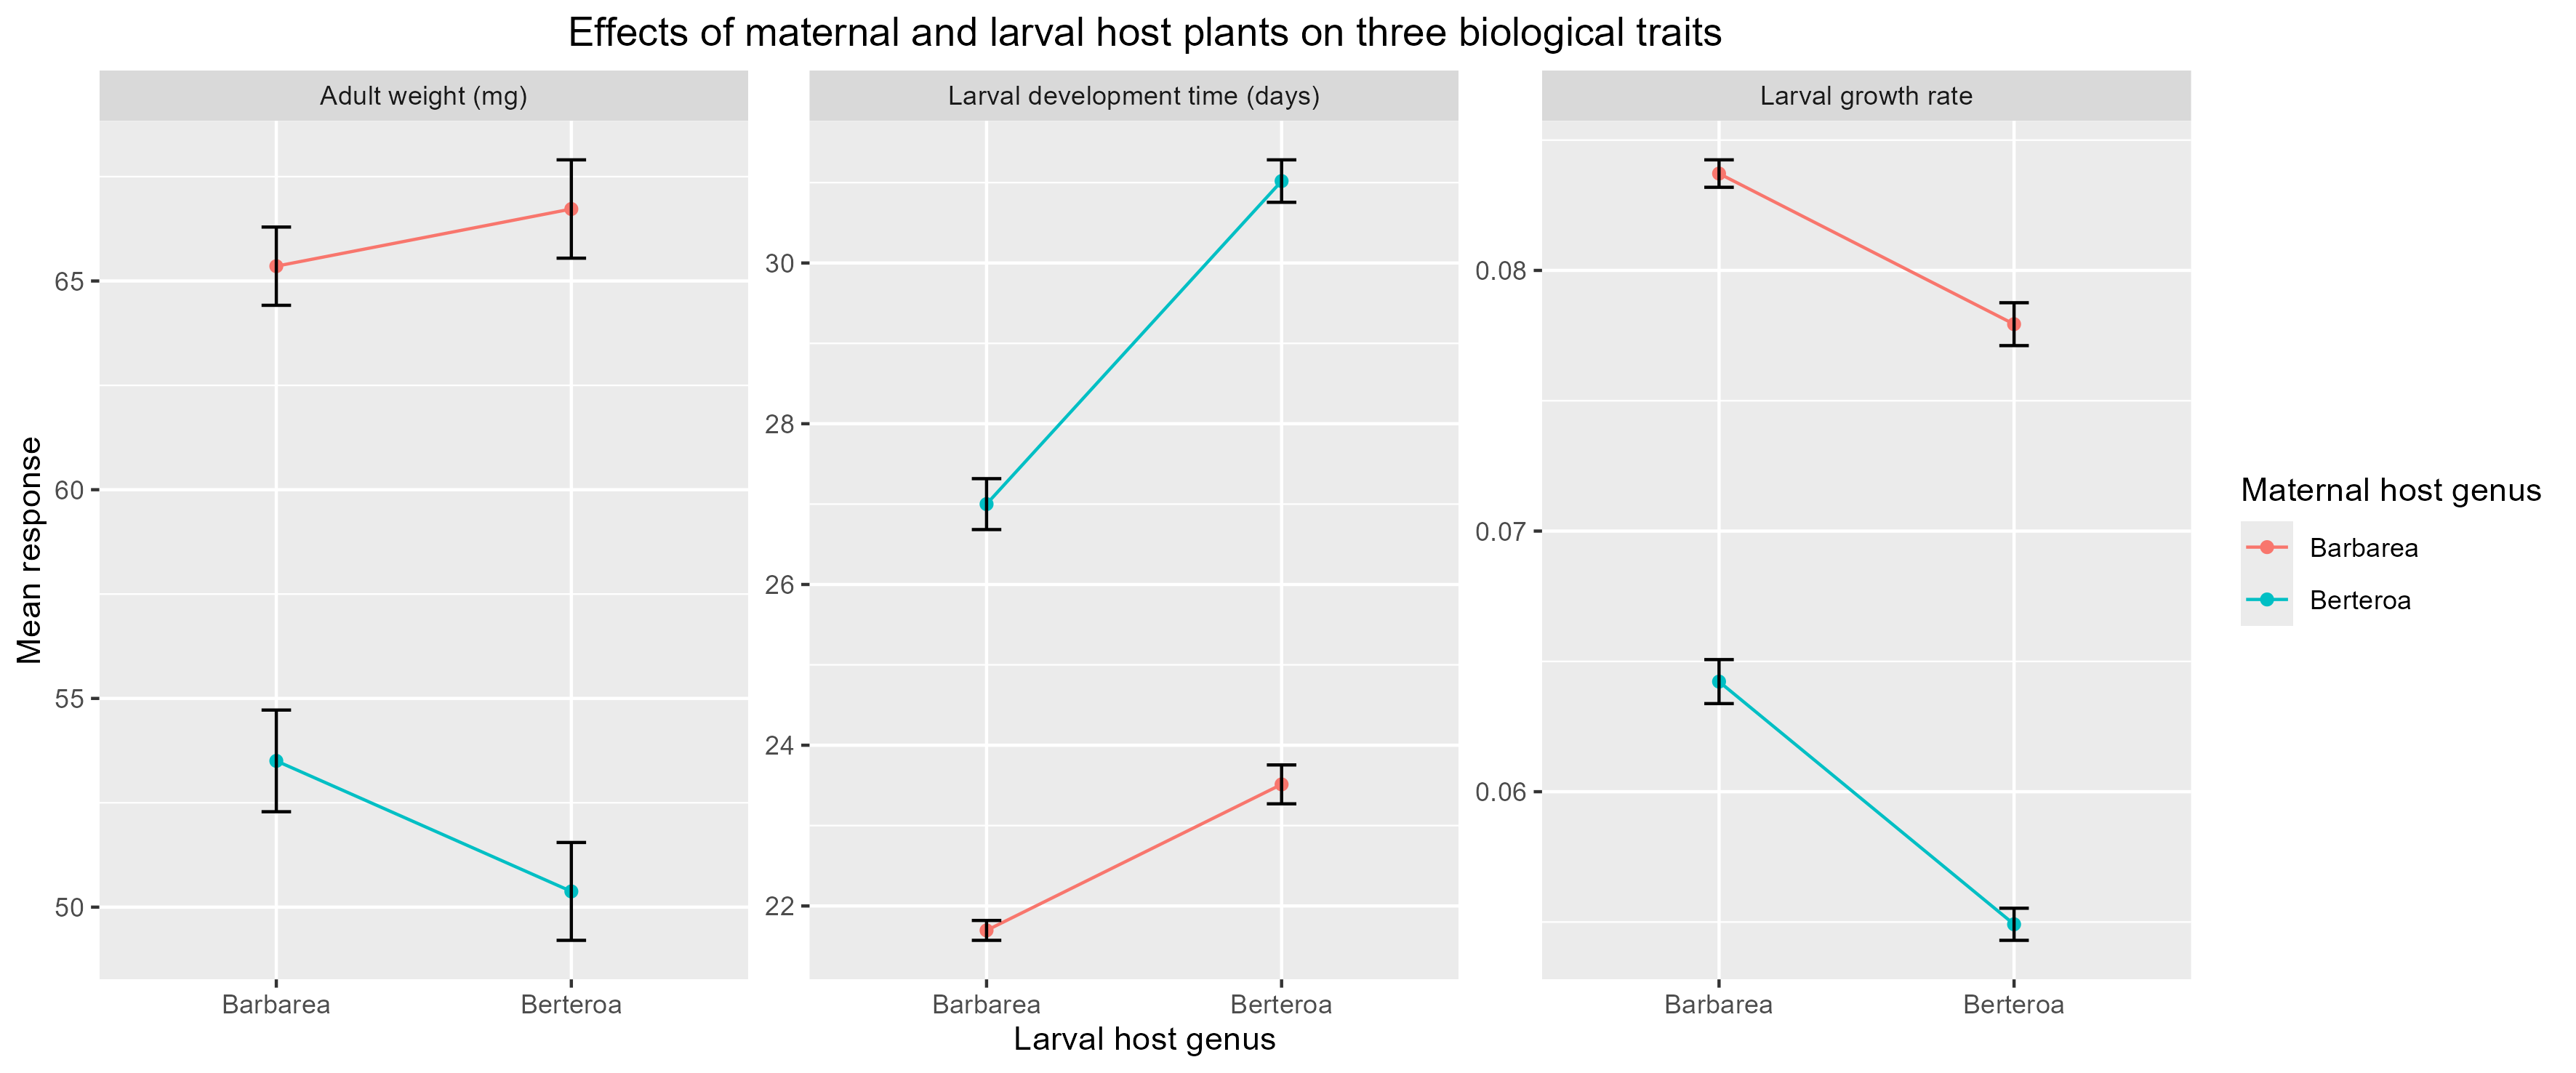 Effects of maternal and larval host plants on three biological traits
Adult weight (mg)
Larval development time (days)
Larval growth rate
Mean response
65
60
55
50
30
28
26
24
22
0.08
0.07
0.06
Barbarea
Berteroa
Barbarea
Berteroa
Barbarea
Berteroa
Larval host genus
Maternal host genus
Barbarea
Berteroa